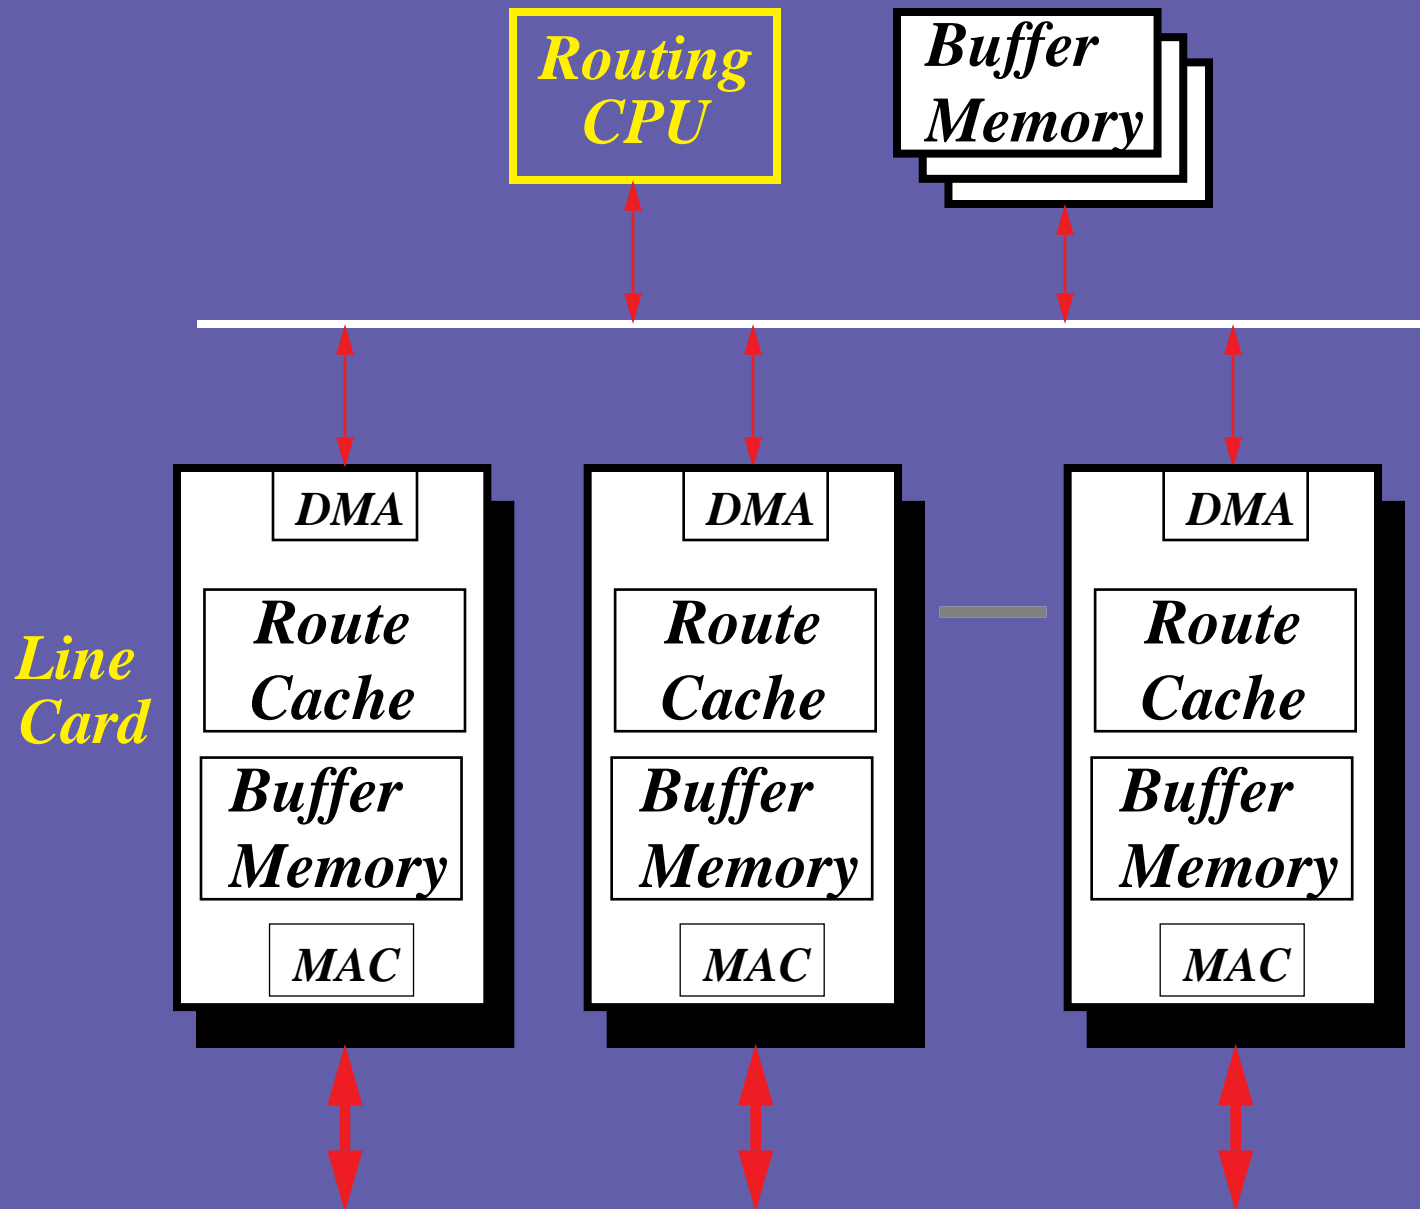 Routing
CPU
Buffer
Memory
Line
Card
DMA
Route
Cache
Buffer
Memory
MAC
DMA
Route
Cache
Buffer
Memory
MAC
DMA
Route
Cache
Buffer
Memory
MAC